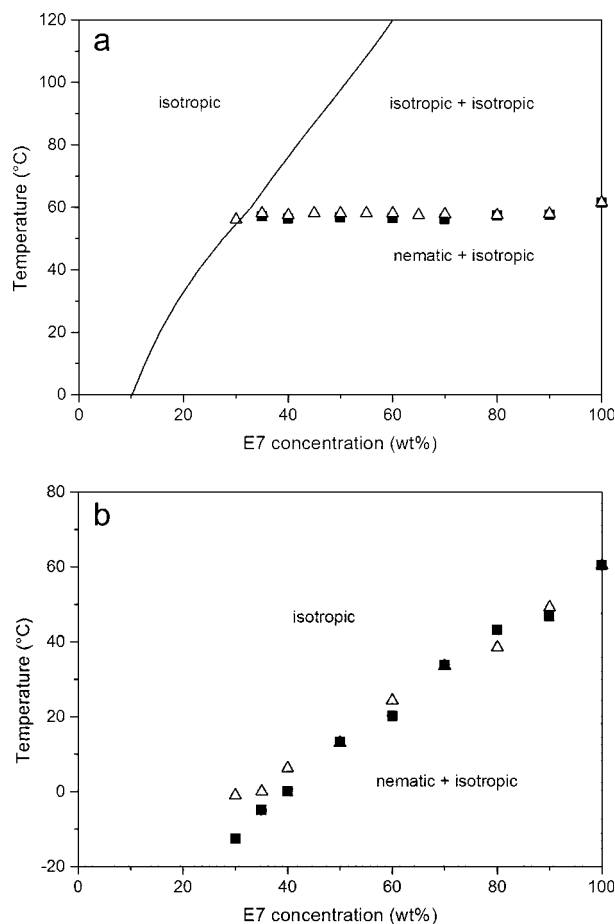 a
120
100
80
60
40
20
0
Temperature (°C)
isotropic
isotropic + isotropic
nematic + isotropic
0 20 40 60 80 100
E7 concentration (wt%)
b
80
60
40
20
0
-20
Temperature (°C)
isotropic
nematic + isotropic
0 20 40 60 80 100
E7 concentration (wt%)